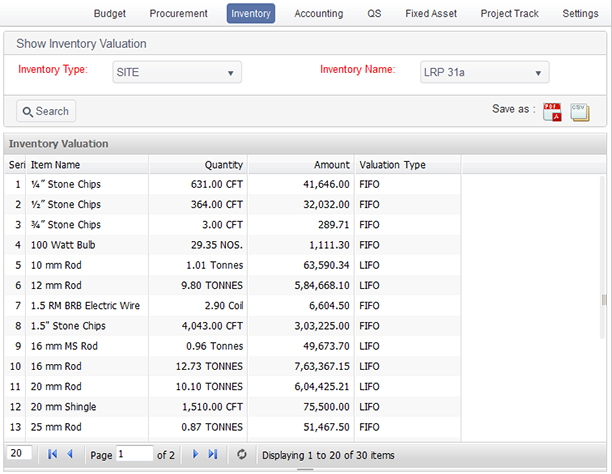 Budget Procurement Inventory Accounting QS Fixed Asset Project Track Settings
Show Inventory Valuation
Inventory Type: SITE Inventory Name: LRP 31a
Search Save as : PDF CSV
Inventory Valuation
Seri Item Name Quantity Amount Valuation Type
1 ¼” Stone Chips 631.00 CFT 41,646.00 FIFO
2 ½” Stone Chips 364.00 CFT 32,032.00 FIFO
3 ¾” Stone Chips 3.00 CFT 289.71 FIFO
4 100 Watt Bulb 29.35 NOS. 1,111.30 FIFO
5 10 mm Rod 1.01 Tonnes 63,590.34 LIFO
6 12 mm Rod 9.80 TONNES 5,84,668.10 LIFO
7 1.5 RM BRB Electric Wire 2.90 Coil 6,604.50 LIFO
8 1.5" Stone Chips 4,043.00 CFT 3,03,225.00 FIFO
9 16 mm MS Rod 0.96 Tonnes 49,673.70 LIFO
10 16 mm Rod 12.73 TONNES 7,63,367.15 LIFO
11 20 mm Rod 10.10 TONNES 6,04,425.21 LIFO
12 20 mm Shingle 1,510.00 CFT 75,500.00 LIFO
13 25 mm Rod 0.87 TONNES 51,467.50 LIFO
20 Page 1 of 2 Displaying 1 to 20 of 30 items